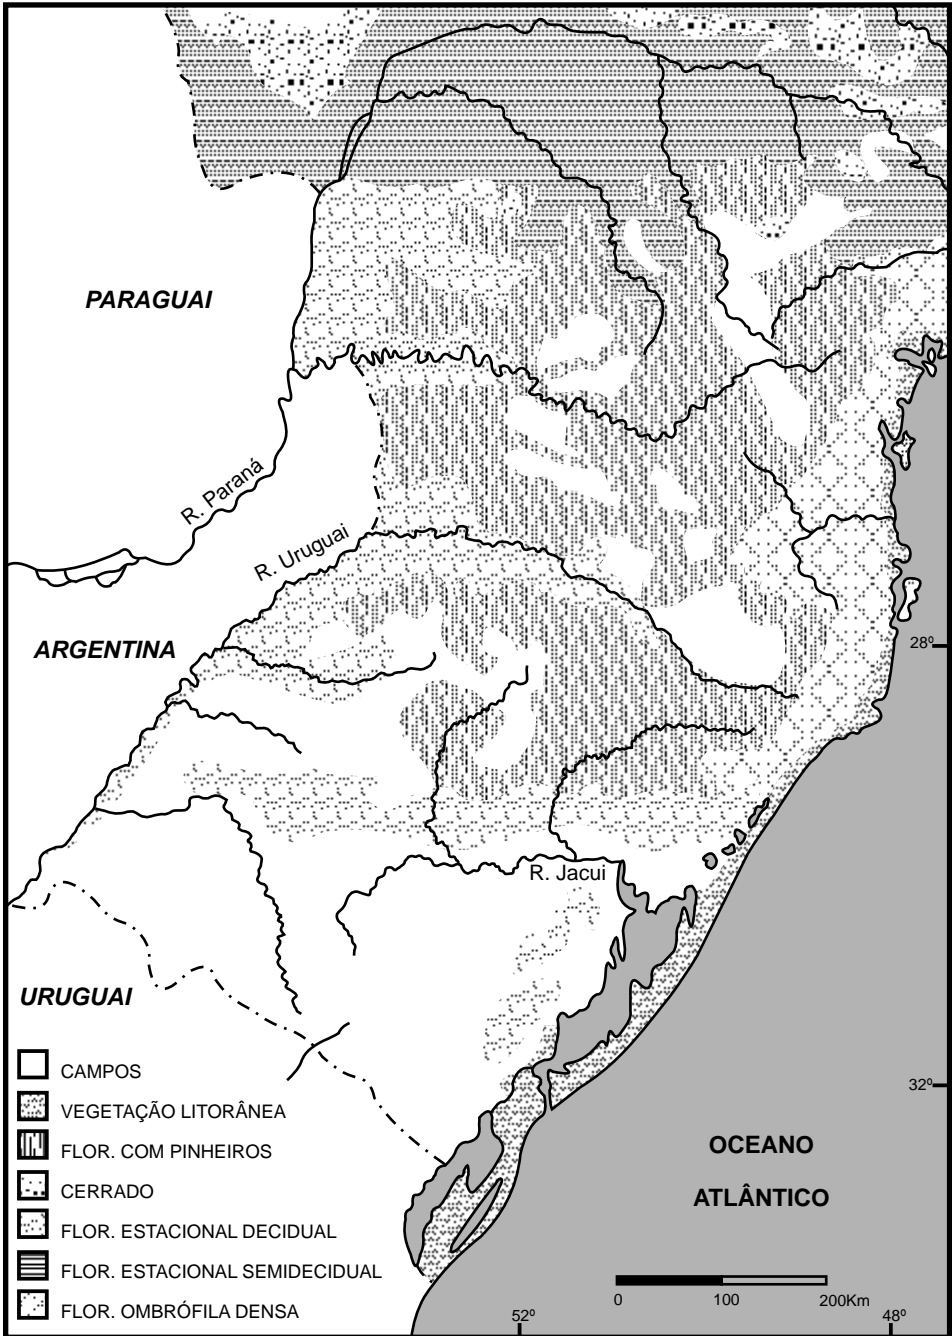 PARAGUAI
R. Paraná
R. Uruguai
ARGENTINA
28º
R. Jacui
URUGUAI
32º
CAMPOS
VEGETAÇÃO LITORÂNEA
FLOR. COM PINHEIROS
CERRADO
FLOR. ESTACIONAL DECIDUAL
FLOR. ESTACIONAL SEMIDECIDUAL
FLOR. OMBRÓFILA DENSA
OCEANO
ATLÂNTICO
0 100 200Km
52º 48º